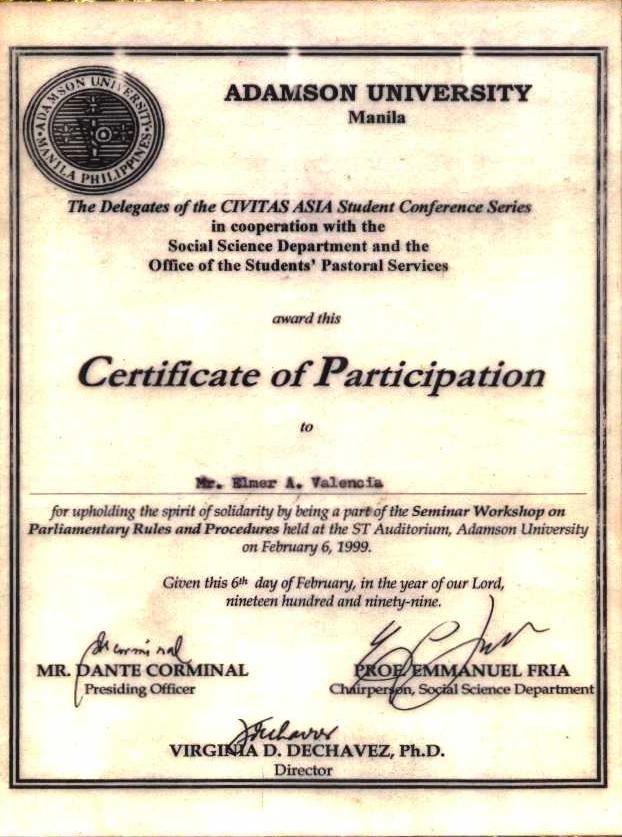 ADAMSON UNIVERSITY
MANILA PHILIPPINES
ADAMSON UNIVERSITY
Manila
The Delegates of the CIVITAS ASIA Student Conference Series
in cooperation with the
Social Science Department and the
Office of the Students' Pastoral Services
award this
Certificate of Participation
to
Mr. Elmer A. Valencia
for upholding the spirit of solidarity by being a part of the Seminar Workshop on
Parliamentary Rules and Procedures held at the ST Auditorium, Adamson University
on February 6, 1999.
Given this 6th day of February, in the year of our Lord,
nineteen hundred and ninety-nine.
MR. DANTE CORMINAL
Presiding Officer
PROF. EMMANUEL FRIA
Chairperson, Social Science Department
VIRGINIA D. DECHAVEZ, Ph.D.
Director